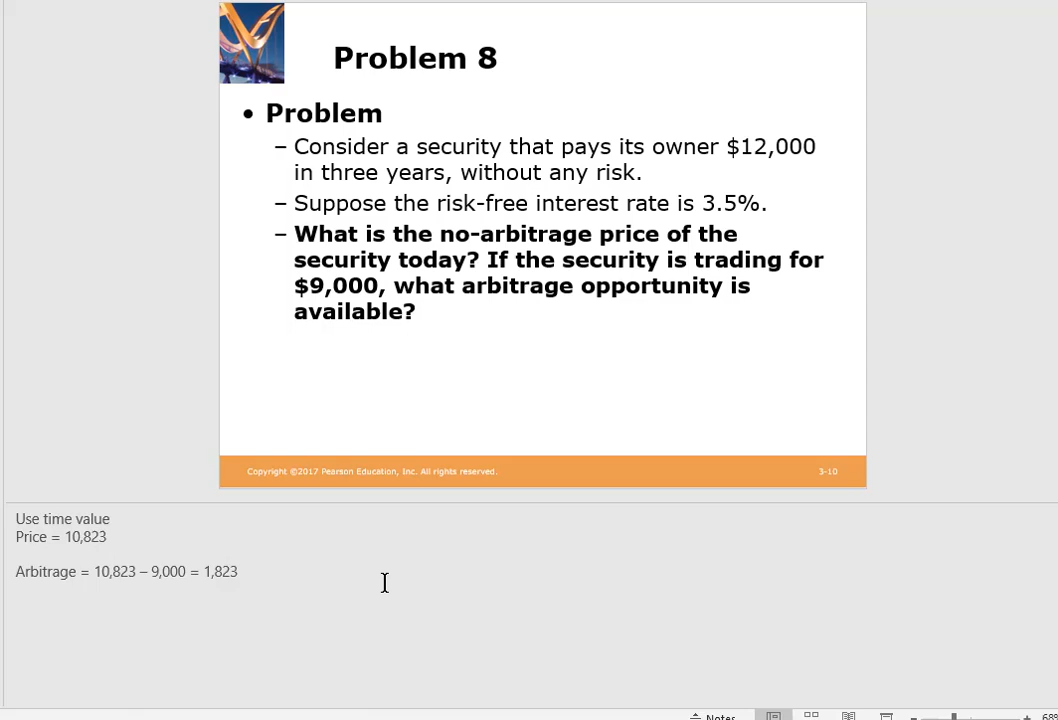 Problem 8
• Problem
– Consider a security that pays its owner $12,000
in three years, without any risk.
– Suppose the risk-free interest rate is 3.5%.
– What is the no-arbitrage price of the
security today? If the security is trading for
$9,000, what arbitrage opportunity is
available?
Copyright ©2017 Pearson Education, Inc. All rights reserved.
3-10
Use time value
Price = 10,823
Arbitrage = 10,823 – 9,000 = 1,823
Notes